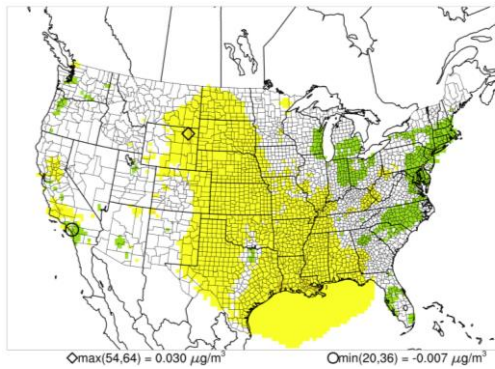 ◇max(54,64) = 0.030 μg/m³ ○min(20,36) = -0.007 μg/m³